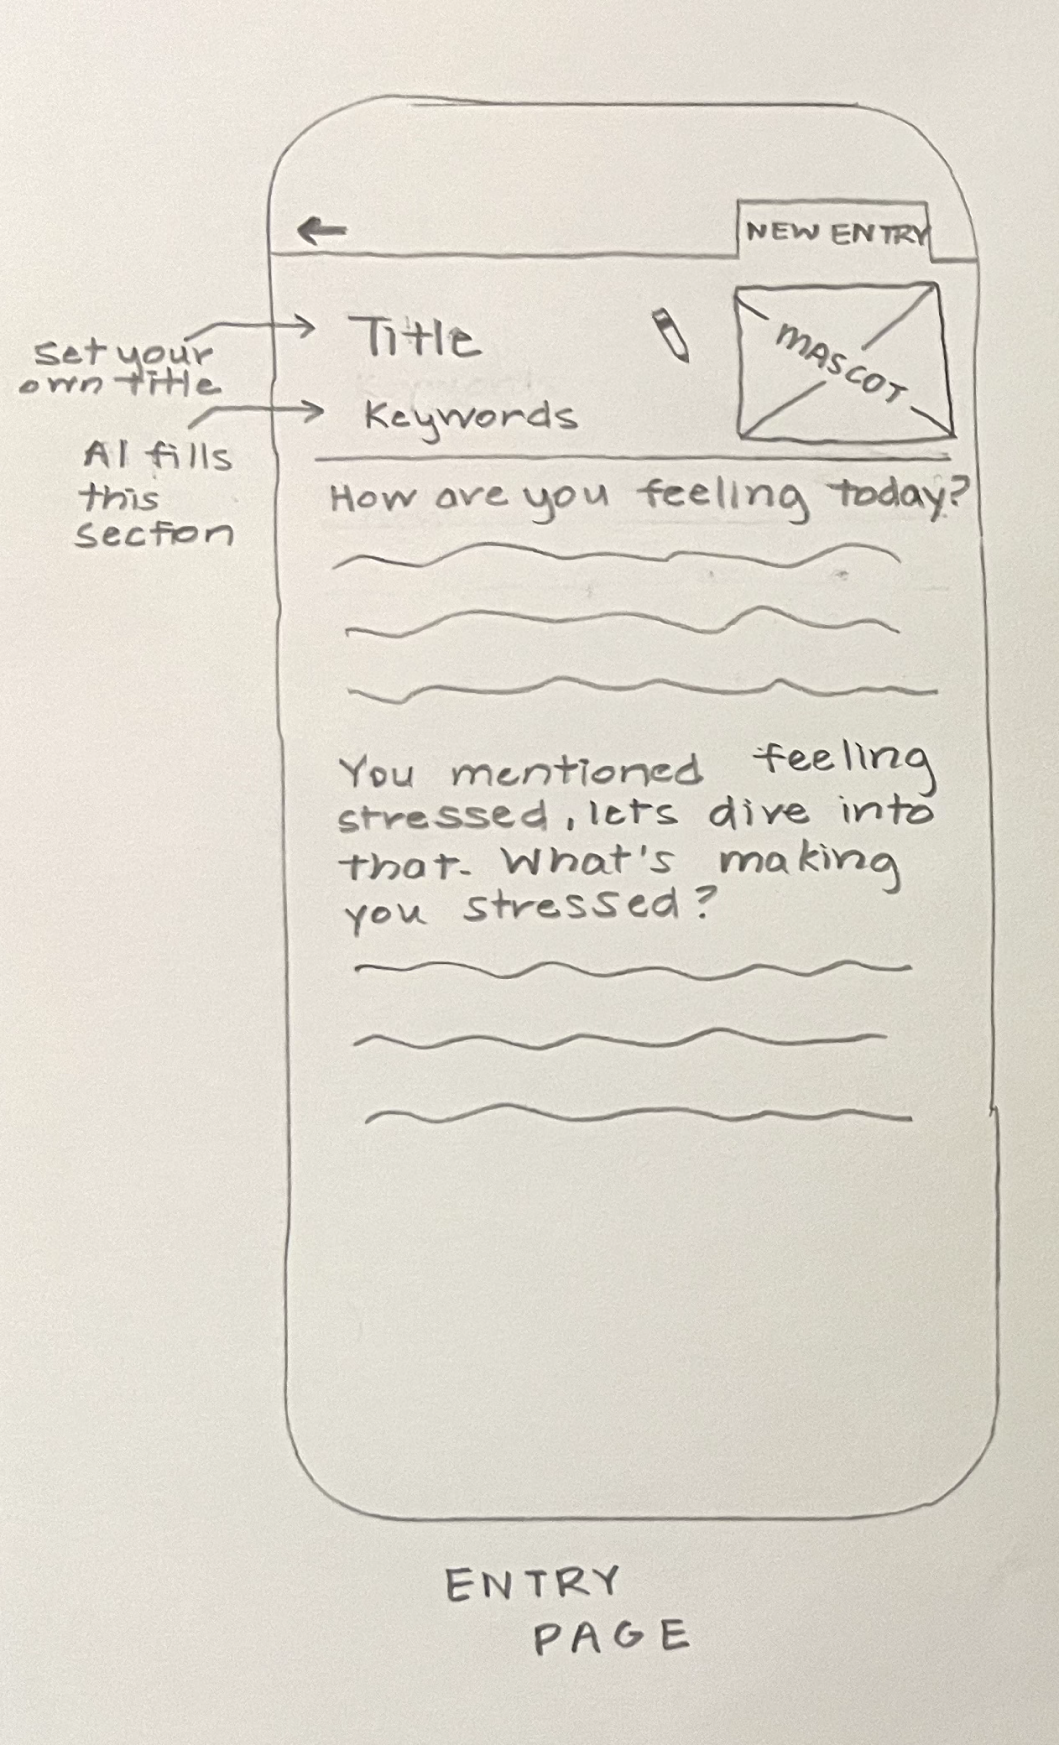 NEW ENTRY
Title
MASCOT
set your
own title
Keywords
AI fills
this
section
How are you feeling today?
You mentioned feeling
stressed, lets dive into
that. What's making
you stressed?
ENTRY
PAGE